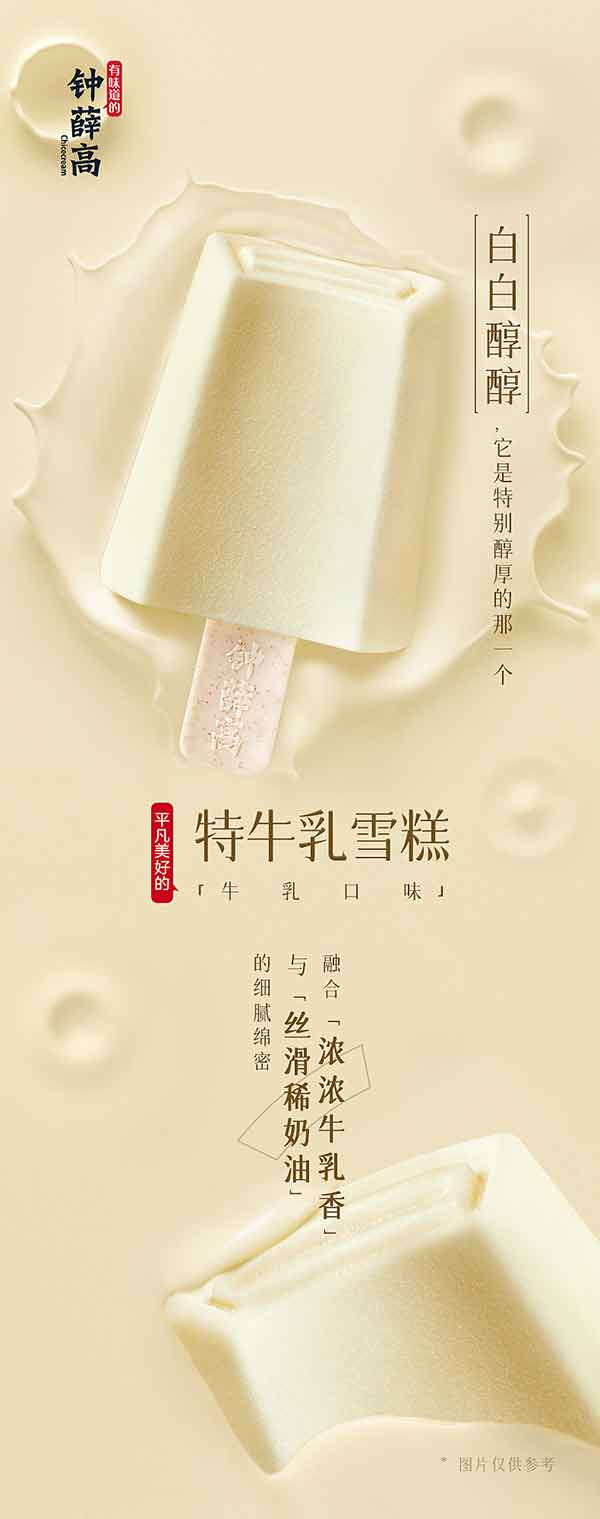 有味道的
钟薛高
Chicecream
白白醇醇
，它是特别醇厚的那一个
钟薛高
平凡美好的
特牛乳雪糕
「牛乳口味」
融合「浓浓牛乳香」
与「丝滑稀奶油」
的细腻绵密
* 图片仅供参考